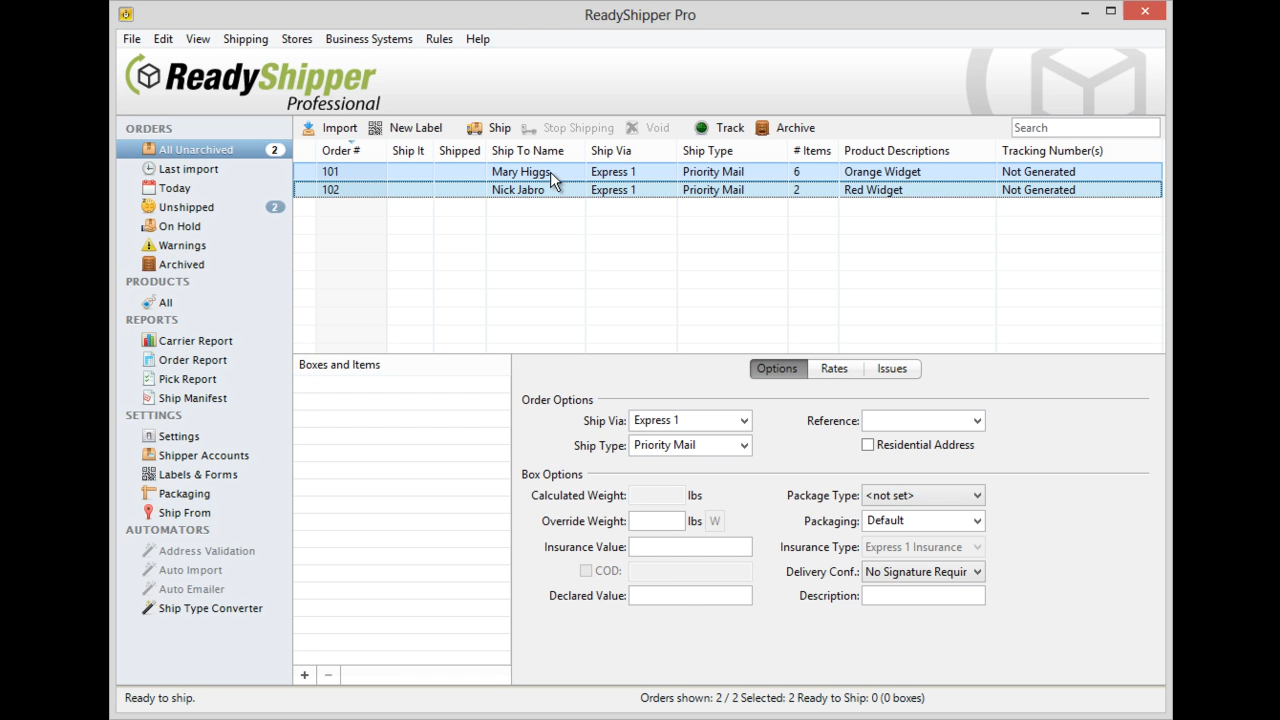 ReadyShipper Pro
File Edit View Shipping Stores Business Systems Rules Help
ReadyShipper
Professional
ORDERS
All Unarchived 2
Last import
Today
Unshipped 2
On Hold
Warnings
Archived
PRODUCTS
All
REPORTS
Carrier Report
Order Report
Pick Report
Ship Manifest
SETTINGS
Settings
Shipper Accounts
Labels & Forms
Packaging
Ship From
AUTOMATORS
Address Validation
Auto Import
Auto Emailer
Ship Type Converter
Import New Label Ship Stop Shipping Void Track Archive Search
Order # Ship It Shipped Ship To Name Ship Via Ship Type # Items Product Descriptions Tracking Number(s)
101 Mary Higgs Express 1 Priority Mail 6 Orange Widget Not Generated
102 Nick Jabro Express 1 Priority Mail 2 Red Widget Not Generated
Boxes and Items
+ −
Options Rates Issues
Order Options
Ship Via: Express 1 Reference:
Ship Type: Priority Mail Residential Address
Box Options
Calculated Weight: lbs Package Type: <not set>
Override Weight: lbs W Packaging: Default
Insurance Value: Insurance Type: Express 1 Insurance
COD: Delivery Conf.: No Signature Requir
Declared Value: Description:
Ready to ship. Orders shown: 2 / 2 Selected: 2 Ready to Ship: 0 (0 boxes)